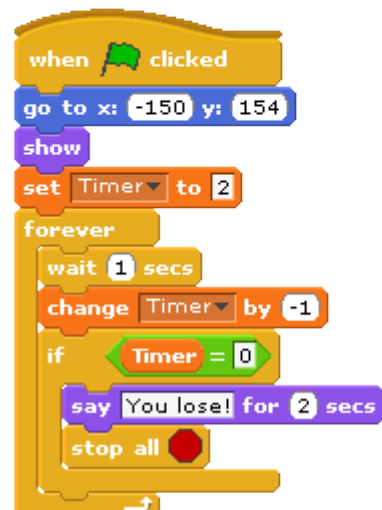 when clicked
go to x: -150 y: 154
show
set Timer to 2
forever
wait 1 secs
change Timer by -1
if Timer = 0
say You lose! for 2 secs
stop all